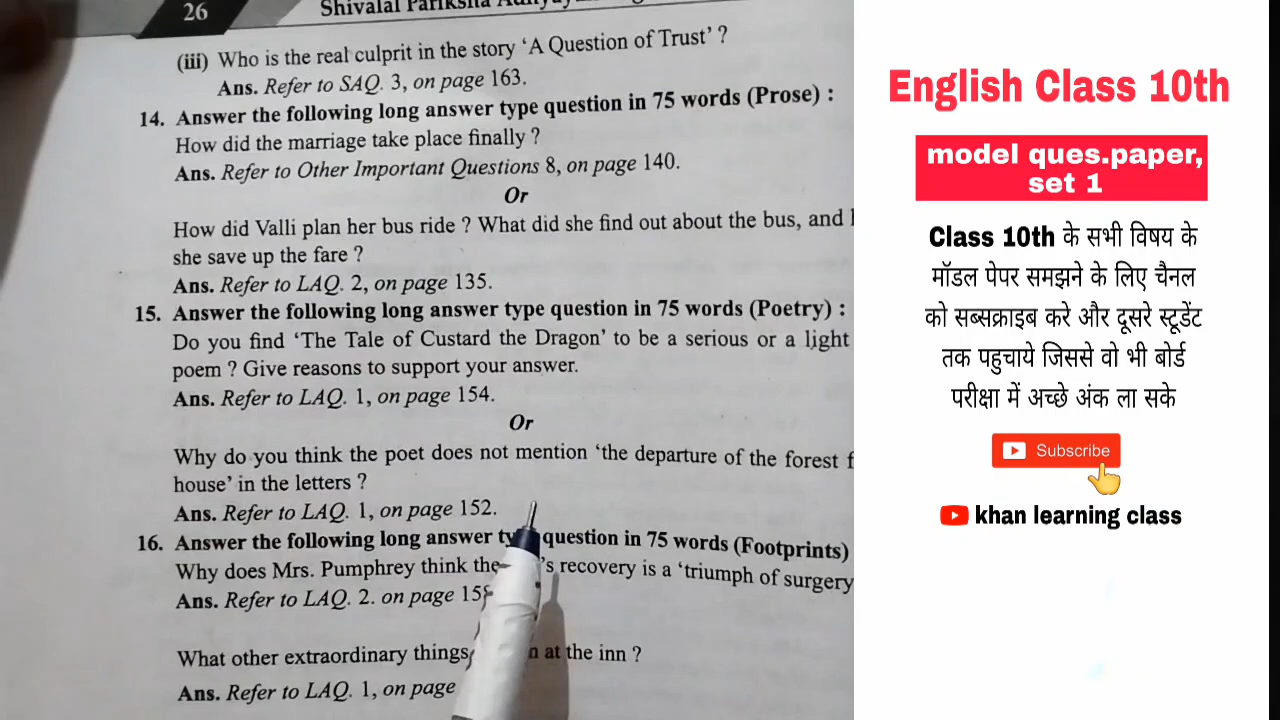 26
Shivalal Pariksha
(iii) Who is the real culprit in the story ‘A Question of Trust’ ?
Ans. Refer to SAQ. 3, on page 163.
14. Answer the following long answer type question in 75 words (Prose) :
How did the marriage take place finally ?
Ans. Refer to Other Important Questions 8, on page 140.
Or
How did Valli plan her bus ride ? What did she find out about the bus, and
she save up the fare ?
Ans. Refer to LAQ. 2, on page 135.
15. Answer the following long answer type question in 75 words (Poetry) :
Do you find ‘The Tale of Custard the Dragon’ to be a serious or a light
poem ? Give reasons to support your answer.
Ans. Refer to LAQ. 1, on page 154.
Or
Why do you think the poet does not mention ‘the departure of the forest f
house’ in the letters ?
Ans. Refer to LAQ. 1, on page 152.
16. Answer the following long answer question in 75 words (Footprints)
Why does Mrs. Pumphrey think the ’s recovery is a ‘triumph of surgery
Ans. Refer to LAQ. 2. on page
What other extraordinary things at the inn ?
Ans. Refer to LAQ. 1, on page
English Class 10th
model ques.paper,
set 1
Class 10th के सभी विषय के
मॉडल पेपर समझने के लिए चैनल
को सब्सक्राइब करे और दूसरे स्टूडेंट
तक पहुचाये जिससे वो भी बोर्ड
परीक्षा में अच्छे अंक ला सके
Subscribe
khan learning class